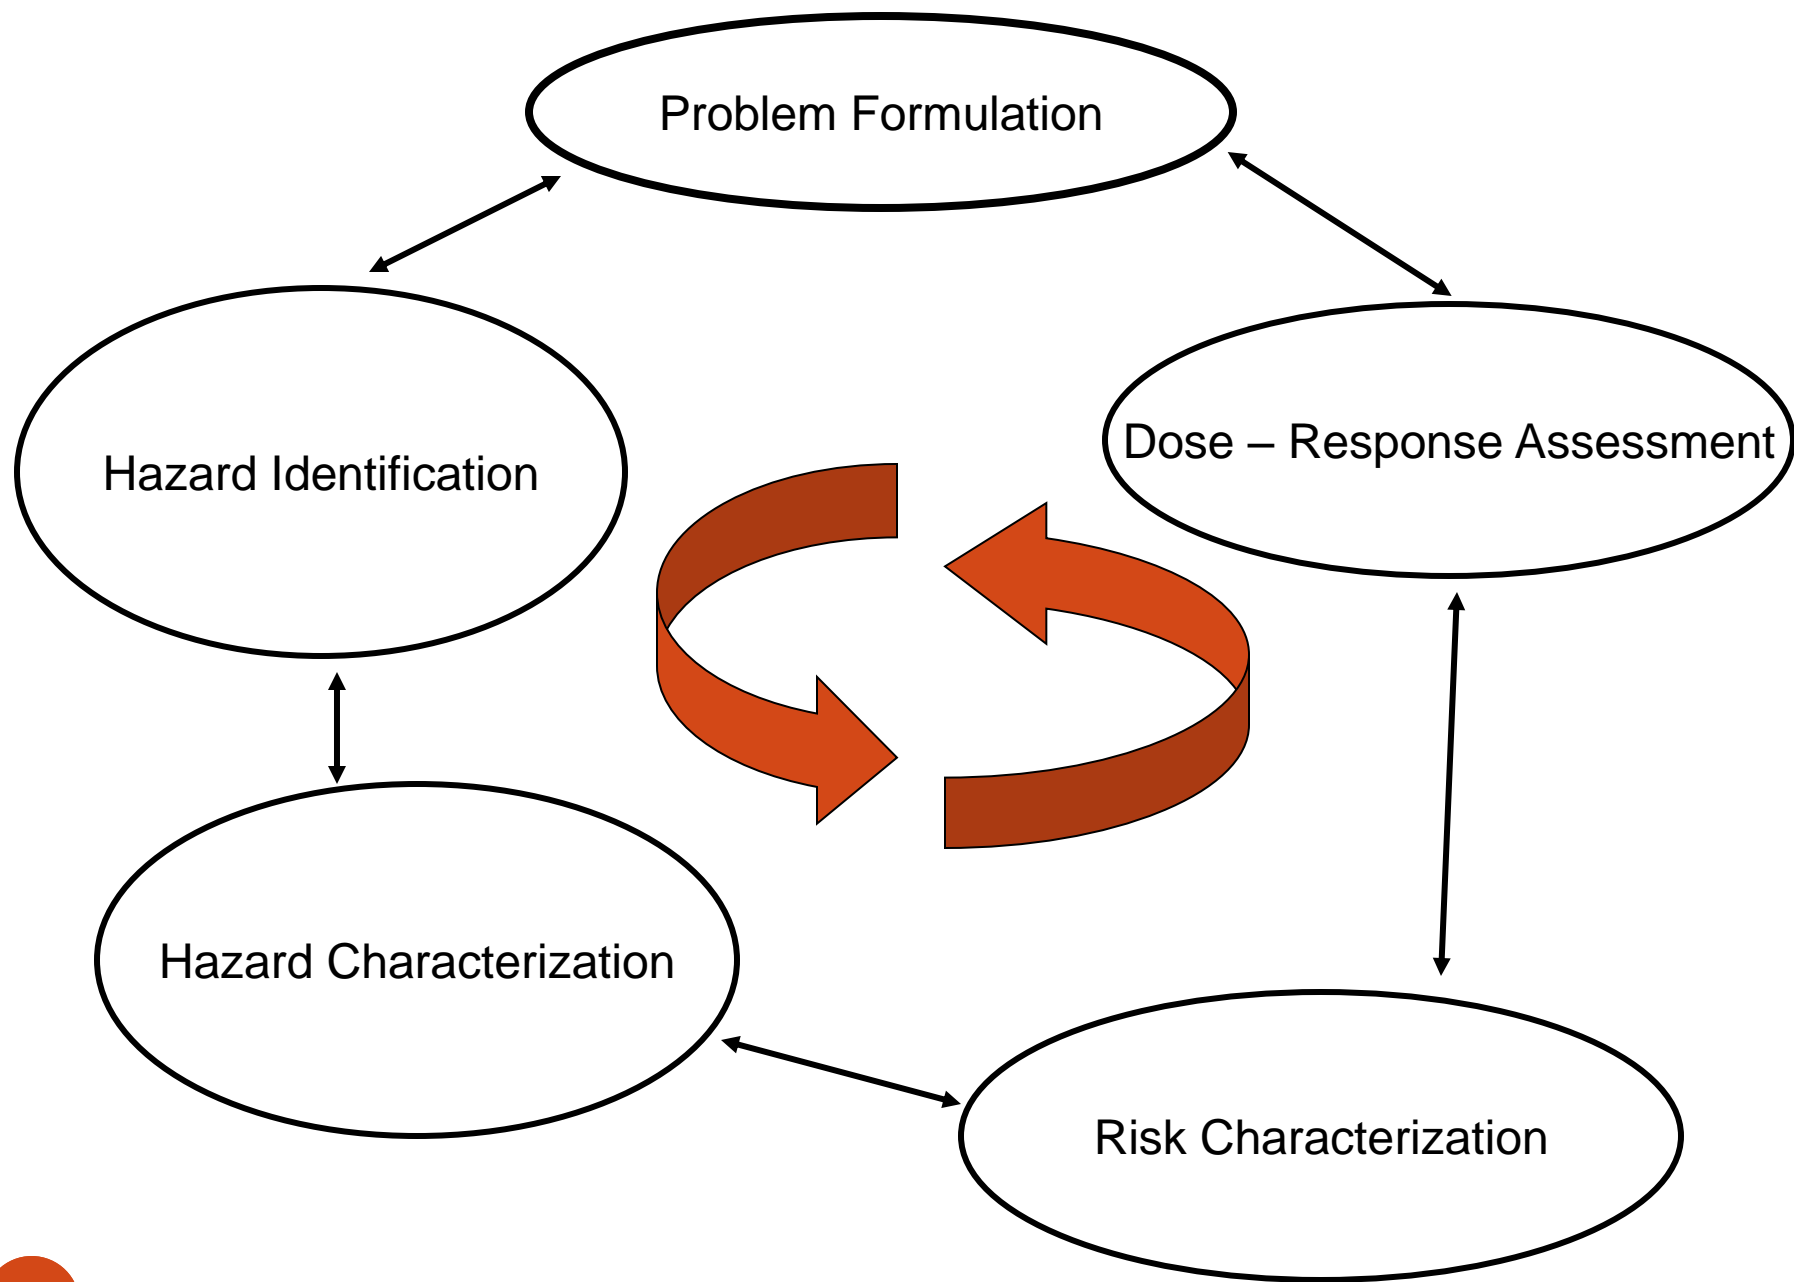 Problem Formulation
Dose – Response Assessment
Hazard Identification
Hazard Characterization
Risk Characterization